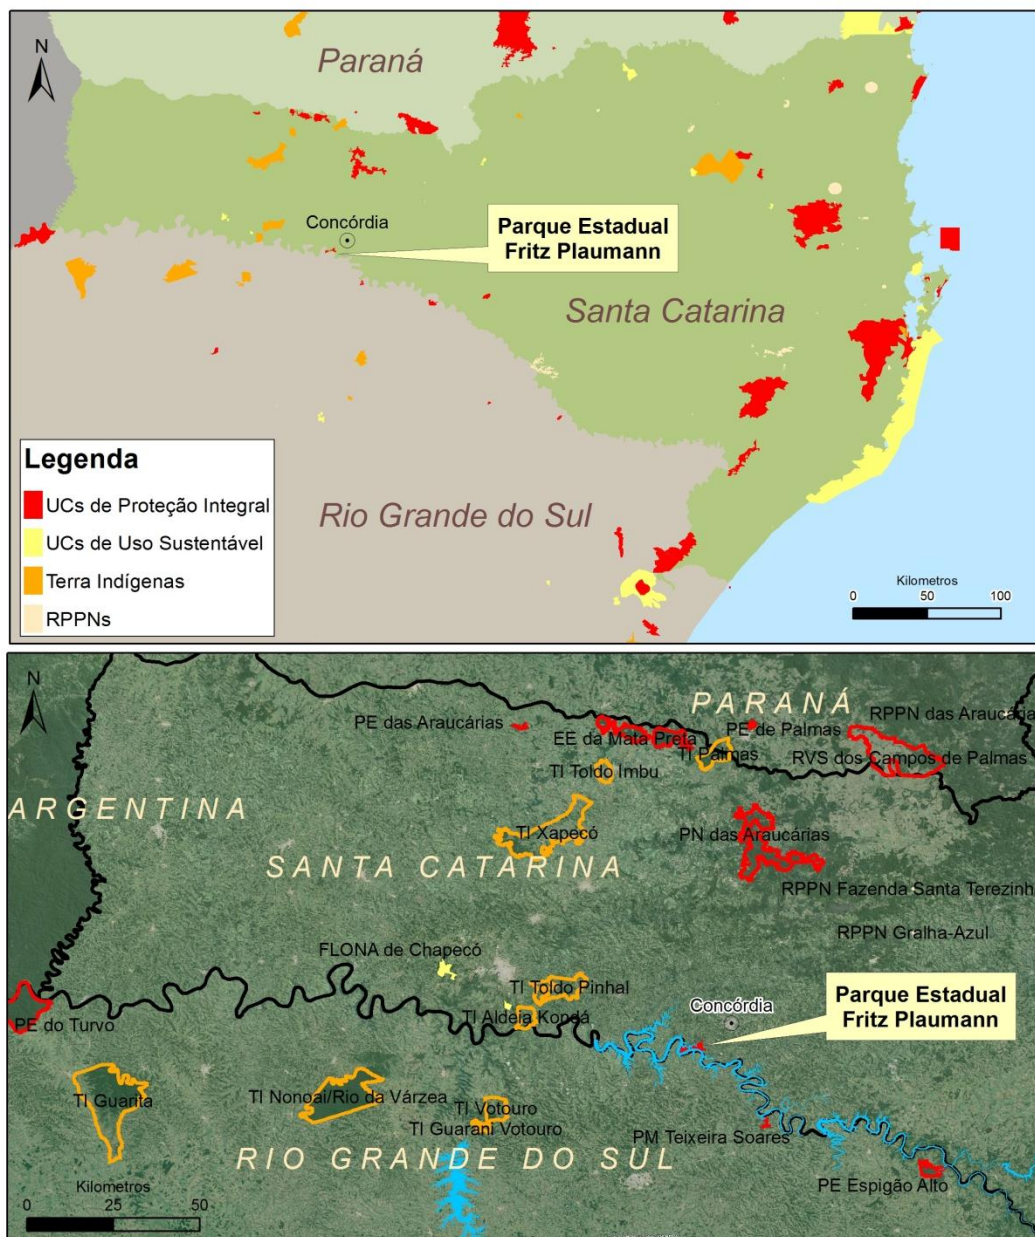 N
Paraná
Concórdia
Parque Estadual
Fritz Plaumann
Santa Catarina
Rio Grande do Sul
Legenda
UCs de Proteção Integral
UCs de Uso Sustentável
Terra Indígenas
RPPNs
Kilometros
0 50 100
N
PARANÁ
RPPN das Araucária
PE das Araucárias
EE da Mata Preta
PE de Palmas
TI Palmas
RVS dos Campos de Palmas
TI Toldo Imbu
ARGENTINA
TI Xapecó
PN das Araucárias
SANTA CATARINA
RPPN Fazenda Santa Terezinh
RPPN Gralha-Azul
FLONA de Chapecó
TI Toldo Pinhal
Parque Estadual
Fritz Plaumann
Concórdia
PE do Turvo
TI Aldeia Kondá
TI Guarita
TI Nonoai/Rio da Várzea
TI Votouro
TI Guarani Votouro
PM Teixeira Soares
RIO GRANDE DO SUL
PE Espigão Alto
Kilometros
0 25 50